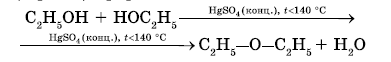 C₂H₅OH + HOC₂H₅ HgSO₄(конц.), t<140 °C
HgSO₄(конц.), t<140 °C C₂H₅—O—C₂H₅ + H₂O